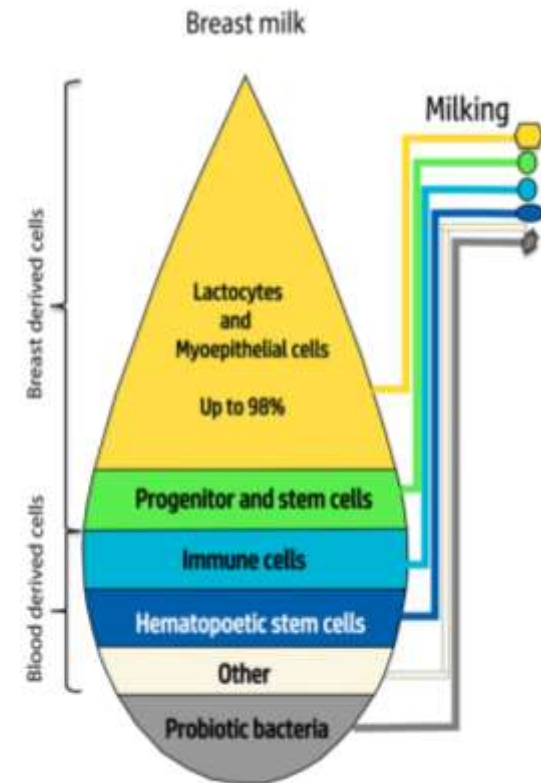 Breast milk
Milking
Breast derived cells
Lactocytes
and
Myoepithelial cells
Up to 98%
Progenitor and stem cells
Blood derived cells
Immune cells
Hematopoetic stem cells
Other
Probiotic bacteria